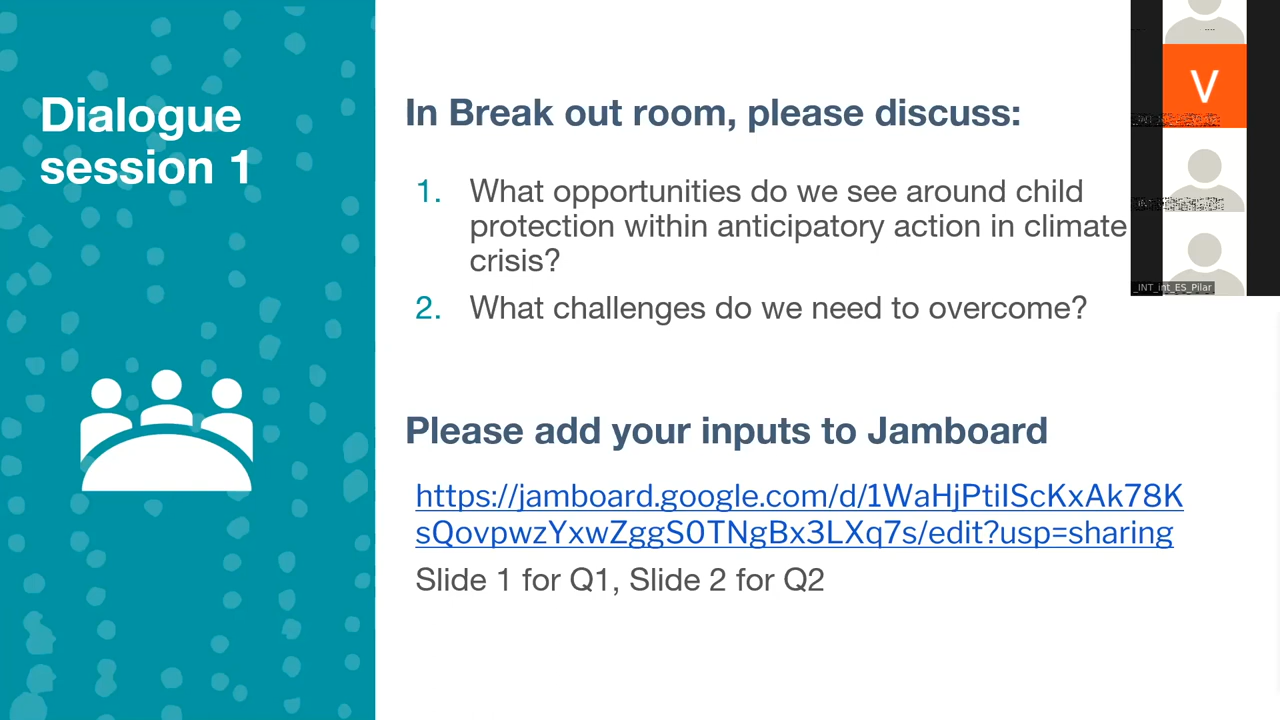 Dialogue
session 1
In Break out room, please discuss:
1. What opportunities do we see around child
protection within anticipatory action in climate
crisis?
2. What challenges do we need to overcome?
Please add your inputs to Jamboard
https://jamboard.google.com/d/1WaHjPtiIScKxAk78K
sQovpwzYxwZggS0TNgBx3LXq7s/edit?usp=sharing
Slide 1 for Q1, Slide 2 for Q2
V
_INT_int_ES_Pilar